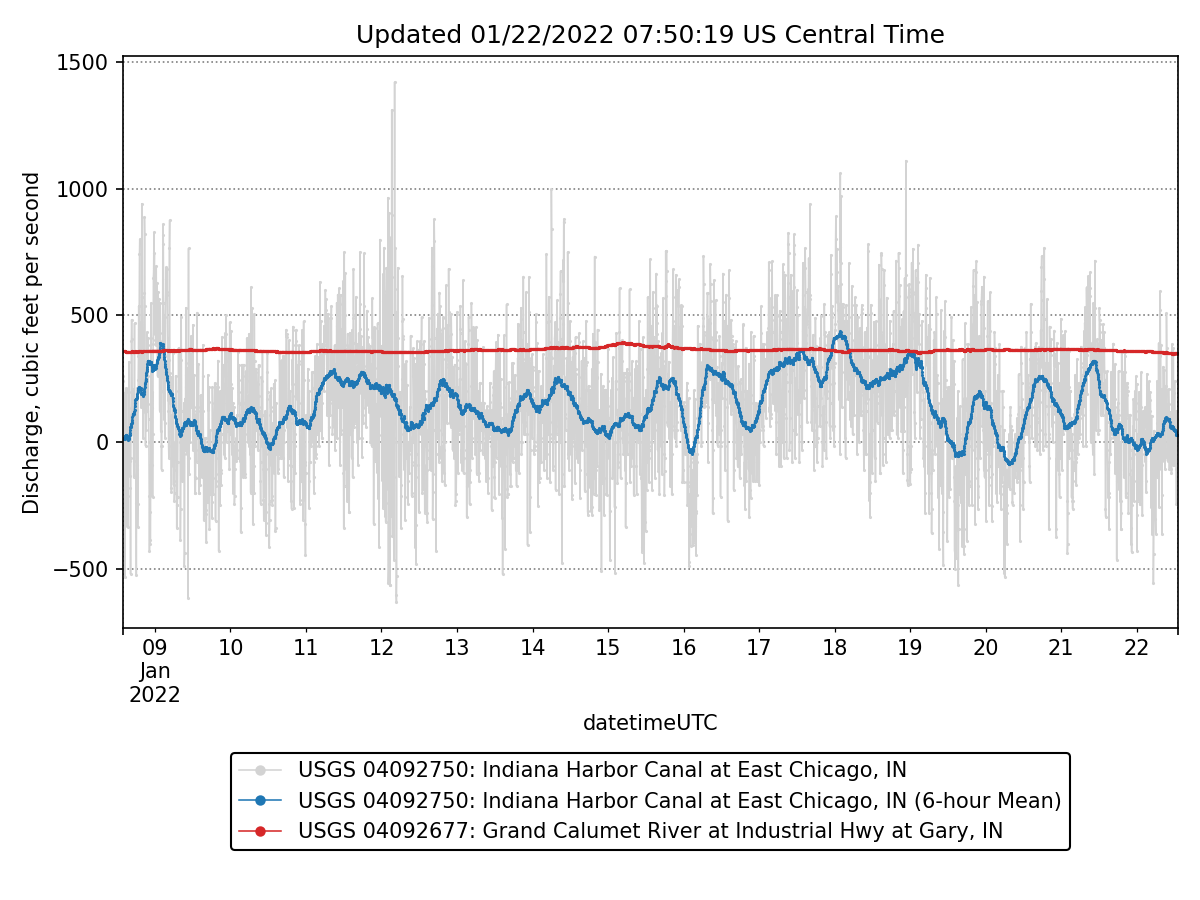 Updated 01/22/2022 07:50:19 US Central Time
Discharge, cubic feet per second
1500
1000
500
0
−500
09 10 11 12 13 14 15 16 17 18 19 20 21 22
Jan
2022
datetimeUTC
USGS 04092750: Indiana Harbor Canal at East Chicago, IN
USGS 04092750: Indiana Harbor Canal at East Chicago, IN (6-hour Mean)
USGS 04092677: Grand Calumet River at Industrial Hwy at Gary, IN